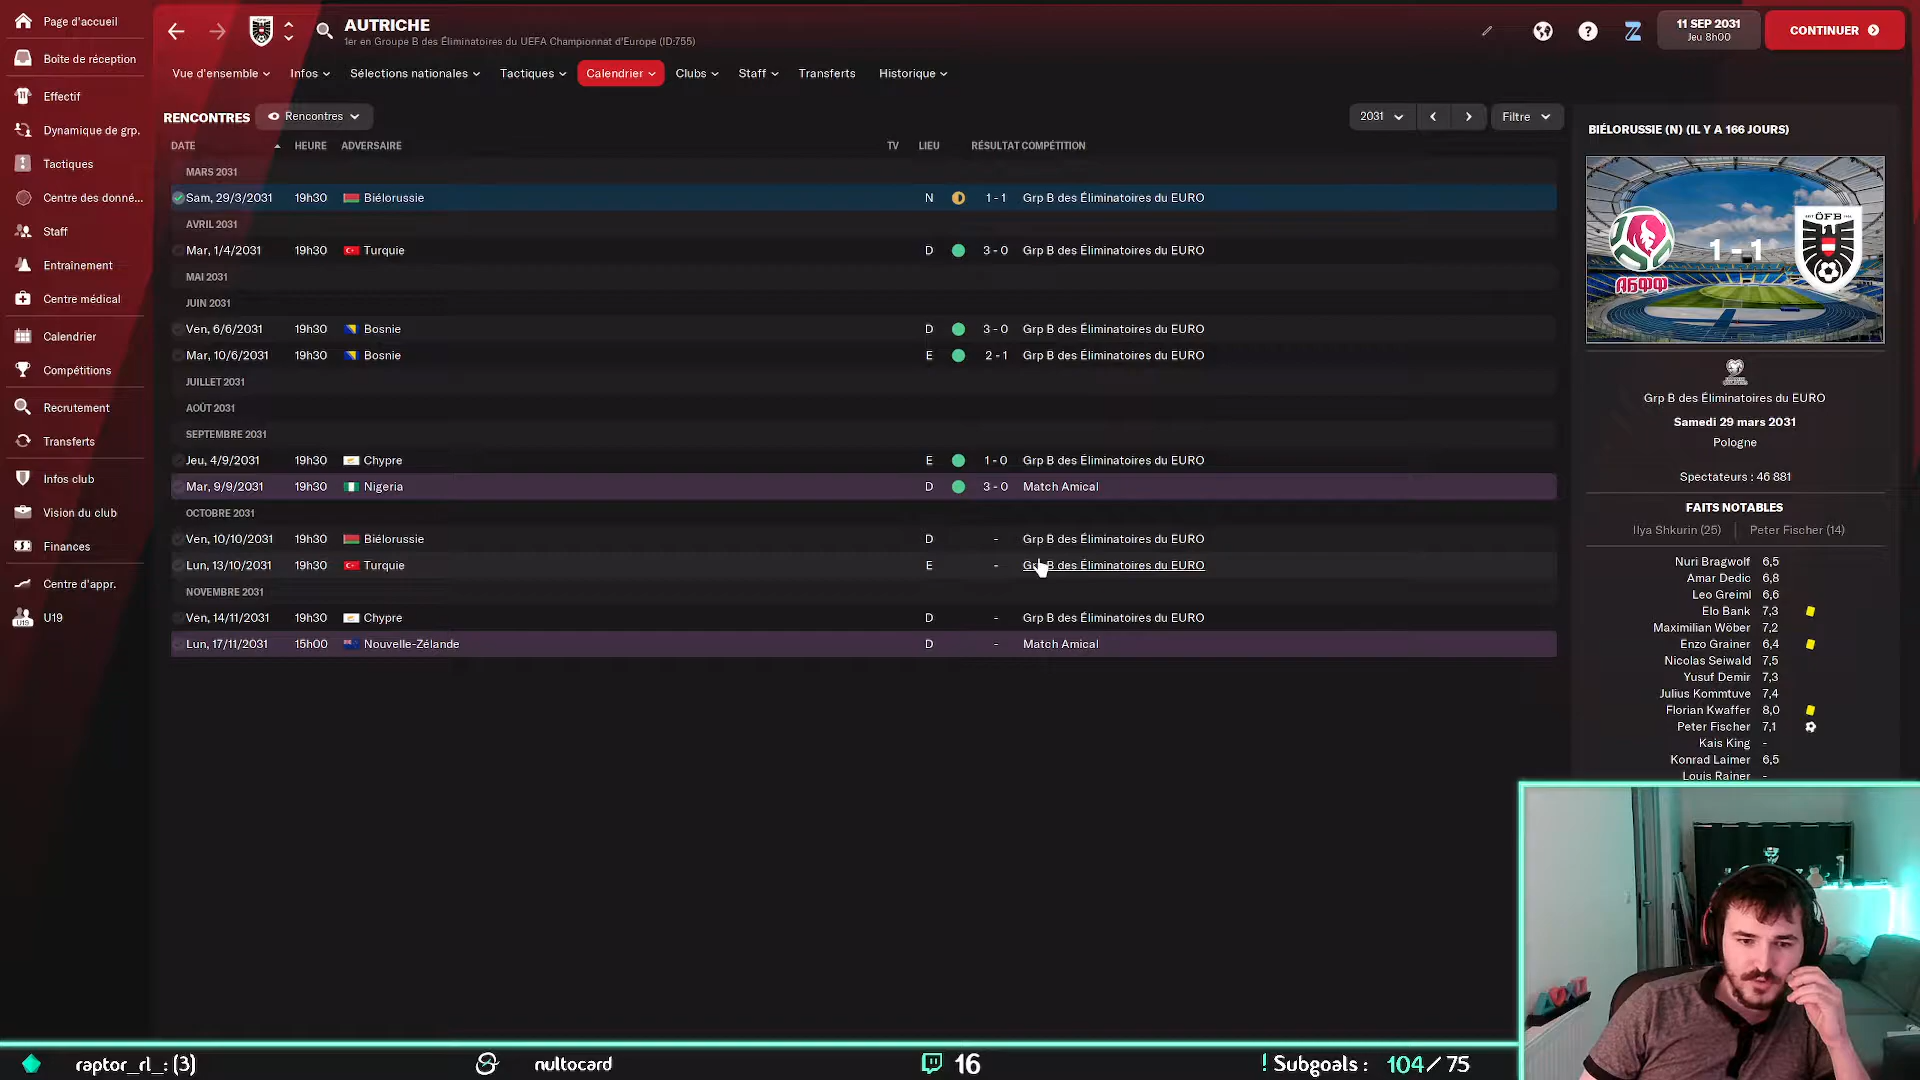 Page d'accueil
Boîte de réception
Effectif
Dynamique de grp.
Tactiques
Centre des donné...
Staff
Entraînement
Centre médical
Calendrier
Compétitions
Recrutement
Transferts
Infos club
Vision du club
Finances
Centre d'appr.
U19
AUTRICHE
1er en Groupe B des Éliminatoires du UEFA Championnat d'Europe (ID:755)
11 SEP 2031
Jeu 8h00
CONTINUER
Vue d'ensemble Infos Sélections nationales Tactiques Calendrier Clubs Staff Transferts Historique
RENCONTRES Rencontres 2031 Filtre
DATE HEURE ADVERSAIRE TV LIEU RÉSULTAT COMPÉTITION
MARS 2031
Sam, 29/3/2031 19h30 Biélorussie N 1 - 1 Grp B des Éliminatoires du EURO
AVRIL 2031
Mar, 1/4/2031 19h30 Turquie D 3 - 0 Grp B des Éliminatoires du EURO
MAI 2031
JUIN 2031
Ven, 6/6/2031 19h30 Bosnie D 3 - 0 Grp B des Éliminatoires du EURO
Mar, 10/6/2031 19h30 Bosnie E 2 - 1 Grp B des Éliminatoires du EURO
JUILLET 2031
AOÛT 2031
SEPTEMBRE 2031
Jeu, 4/9/2031 19h30 Chypre E 1 - 0 Grp B des Éliminatoires du EURO
Mar, 9/9/2031 19h30 Nigeria D 3 - 0 Match Amical
OCTOBRE 2031
Ven, 10/10/2031 19h30 Biélorussie D - Grp B des Éliminatoires du EURO
Lun, 13/10/2031 19h30 Turquie E - Grp B des Éliminatoires du EURO
NOVEMBRE 2031
Ven, 14/11/2031 19h30 Chypre D - Grp B des Éliminatoires du EURO
Lun, 17/11/2031 15h00 Nouvelle-Zélande D - Match Amical
BIÉLORUSSIE (N) (IL Y A 166 JOURS)
АБФФ
1 - 1
ÖFB
Grp B des Éliminatoires du EURO
Samedi 29 mars 2031
Pologne
Spectateurs : 46 881
FAITS NOTABLES
Ilya Shkurin (25) Peter Fischer (14)
Nuri Bragwolf 6,5
Amar Dedic 6,8
Leo Greiml 6,6
Elo Bank 7,3
Maximilian Wöber 7,2
Enzo Grainer 6,4
Nicolas Seiwald 7,5
Yusuf Demir 7,3
Julius Kommtuve 7,4
Florian Kwaffer 8,0
Peter Fischer 7,1
Kais King -
Konrad Laimer 6,5
Louis Rainer -
raptor_rl_: (3) nultocard 16 ! Subgoals : 104 / 75